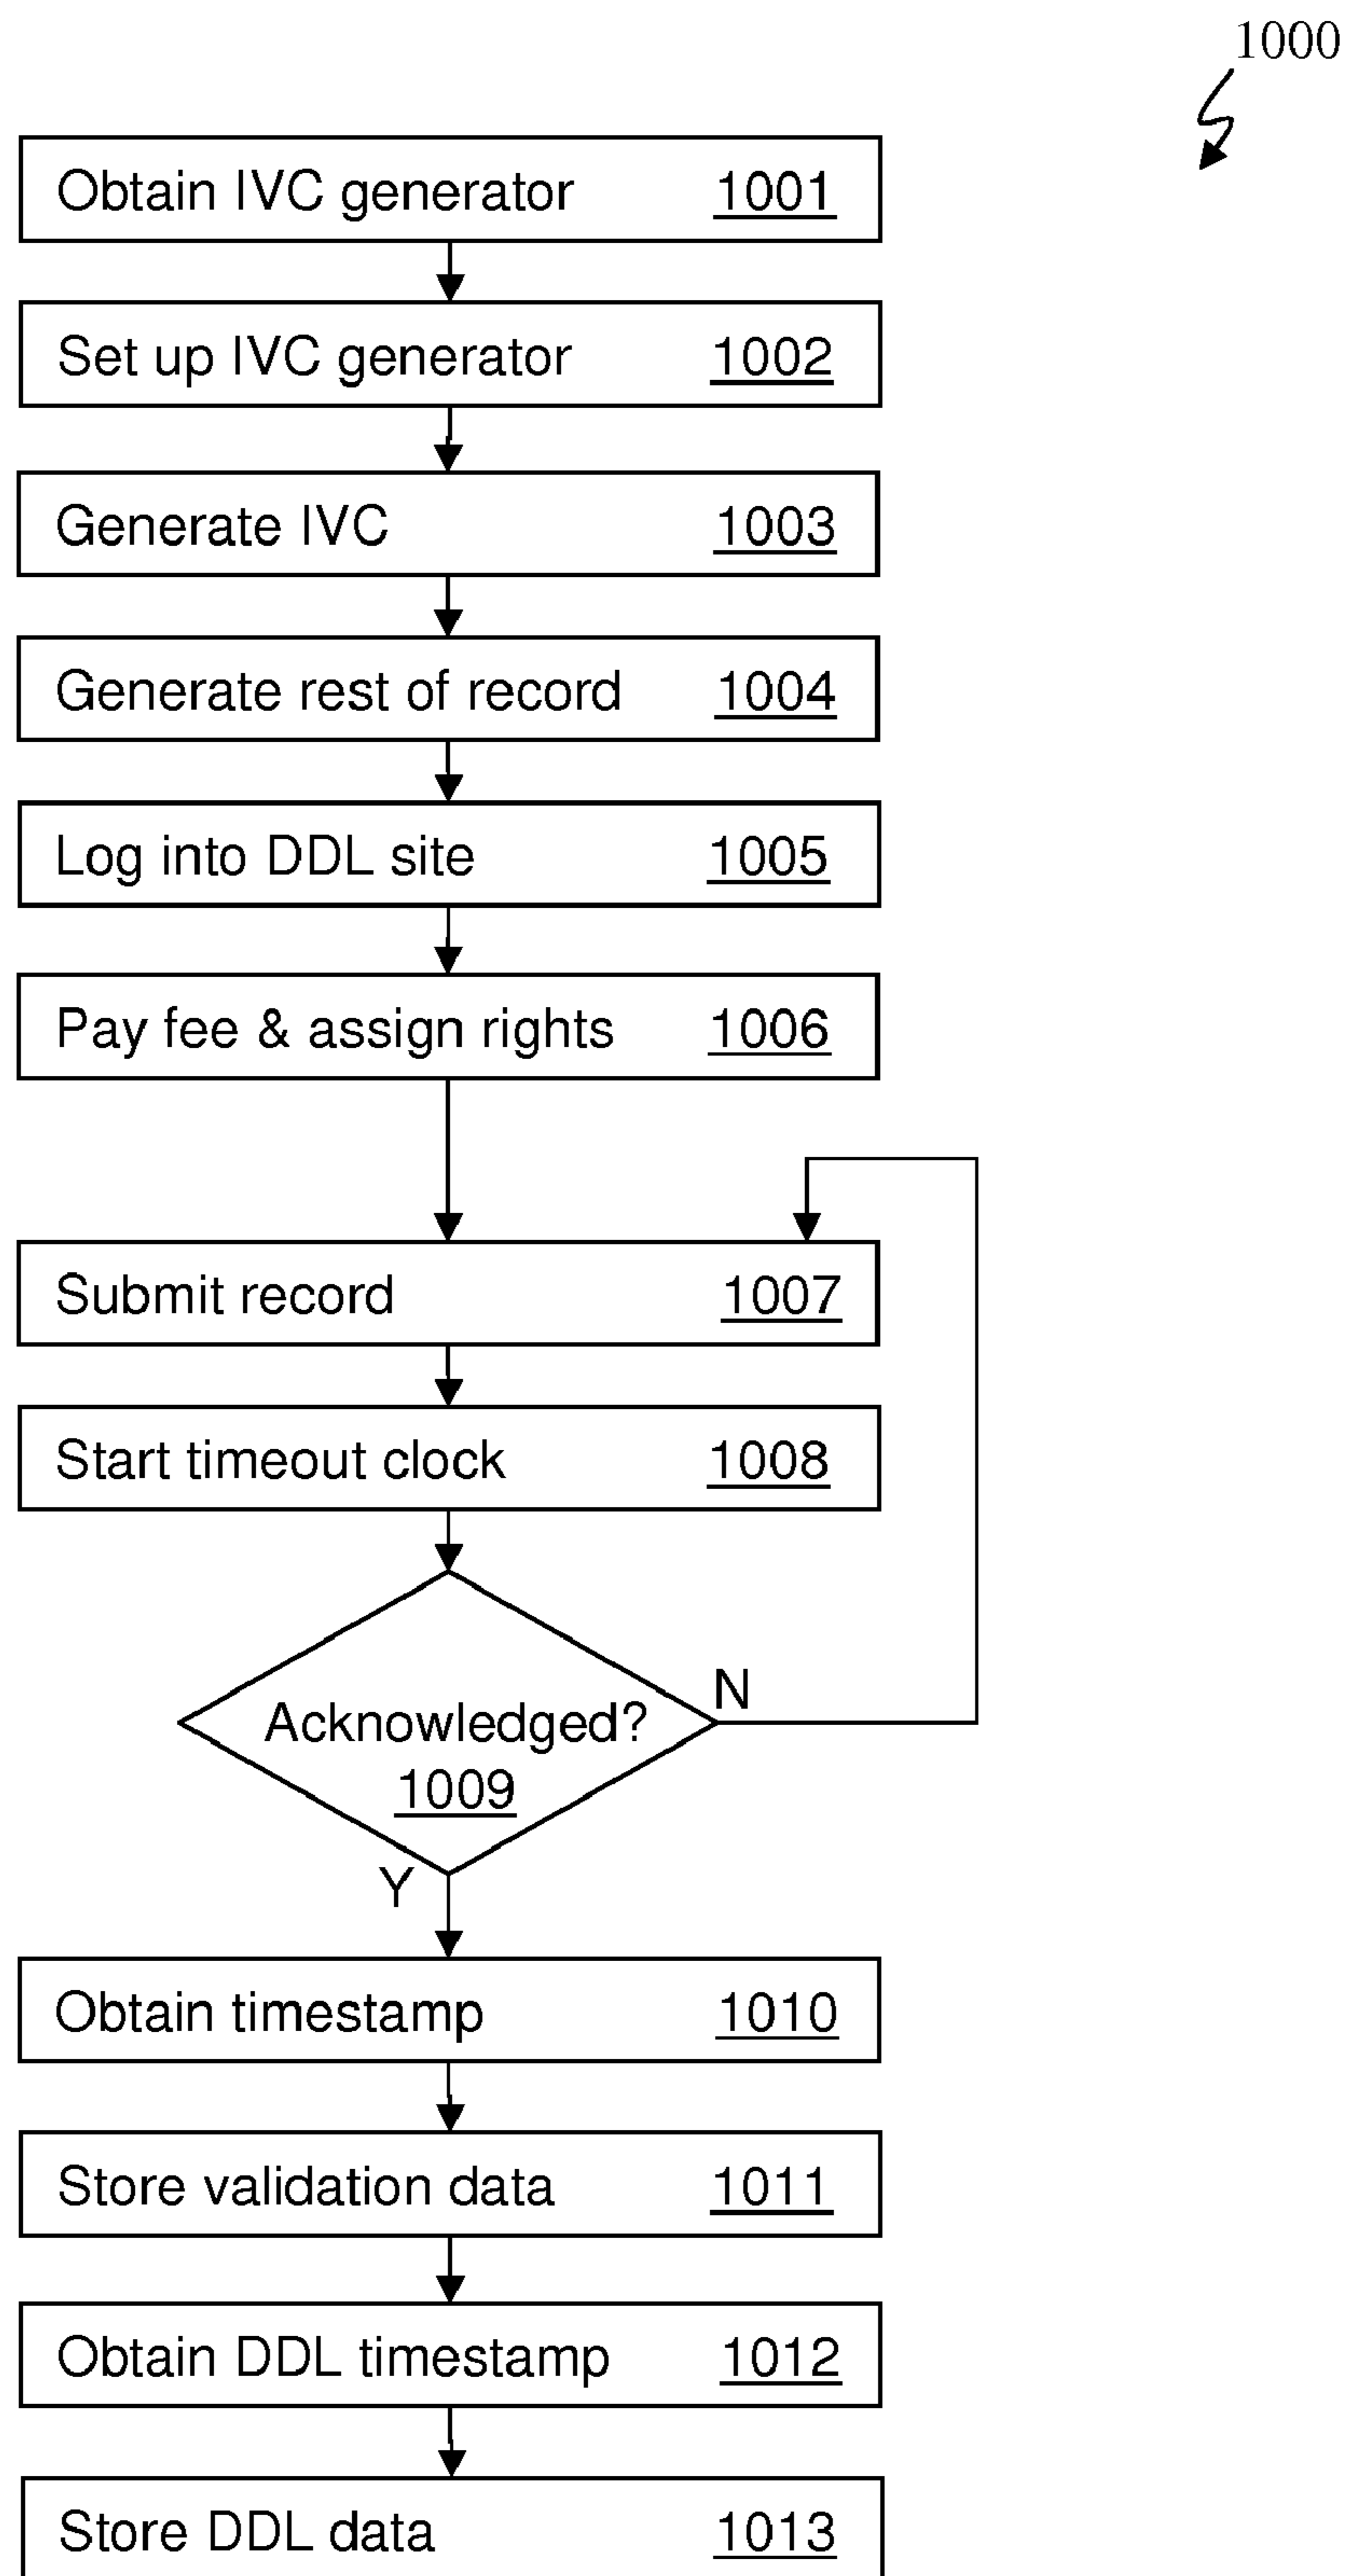 1000
Obtain IVC generator 1001
Set up IVC generator 1002
Generate IVC 1003
Generate rest of record 1004
Log into DDL site 1005
Pay fee & assign rights 1006
Submit record 1007
Start timeout clock 1008
N
Acknowledged?
1009
Y
Obtain timestamp 1010
Store validation data 1011
Obtain DDL timestamp 1012
Store DDL data 1013